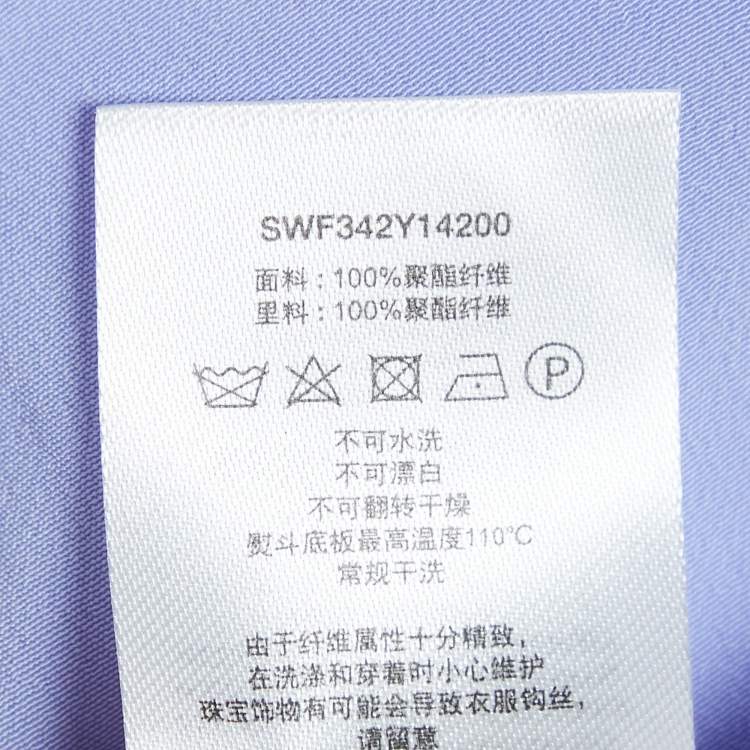 SWF342Y14200
面料：100%聚酯纤维
里料：100%聚酯纤维
P
不可水洗
不可漂白
不可翻转干燥
熨斗底板最高温度110℃
常规干洗
由于纤维属性十分精致，
在洗涤和穿着时小心维护
珠宝饰物有可能会导致衣服钩丝，
请留意